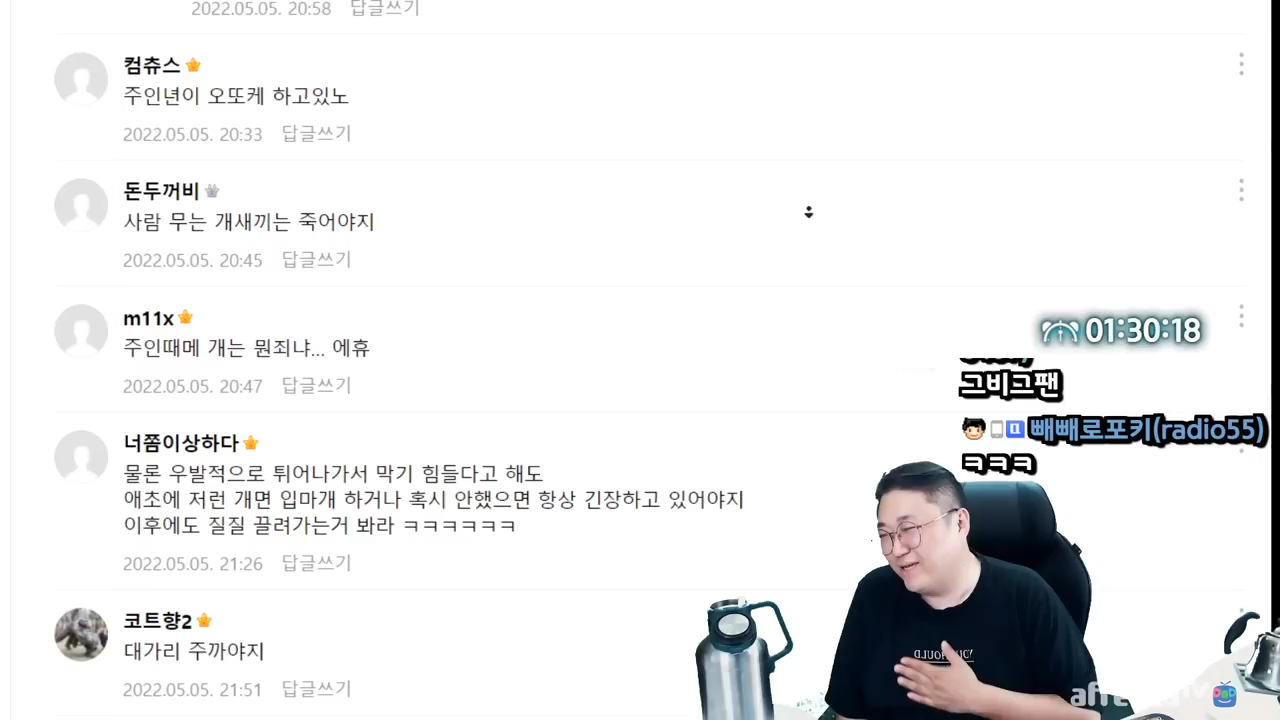 2022.05.05. 20:58 답글쓰기
컴츄스
주인년이 오또케 하고있노
2022.05.05. 20:33 답글쓰기
돈두꺼비
사람 무는 개새끼는 죽어야지
2022.05.05. 20:45 답글쓰기
m11x
주인때메 개는 뭔죄냐... 에휴
2022.05.05. 20:47 답글쓰기
01:30:18
그비그팬
빼빼로포키(radio55)
ㅋㅋㅋ
너쫌이상하다
물론 우발적으로 튀어나가서 막기 힘들다고 해도
애초에 저런 개면 입마개 하거나 혹시 안했으면 항상 긴장하고 있어야지
이후에도 질질 끌려가는거 봐라 ㅋㅋㅋㅋㅋㅋ
2022.05.05. 21:26 답글쓰기
코트향2
대가리 주까야지
2022.05.05. 21:51 답글쓰기